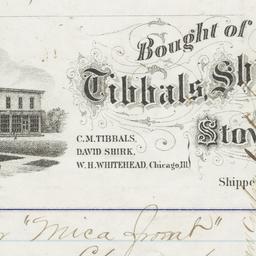 Bought of
Tibbals, Sh
Stov
C. M. TIBBALS,
DAVID SHIRK,
W. H. WHITEHEAD, Chicago, Ill.
Shippe
"Mica Front"